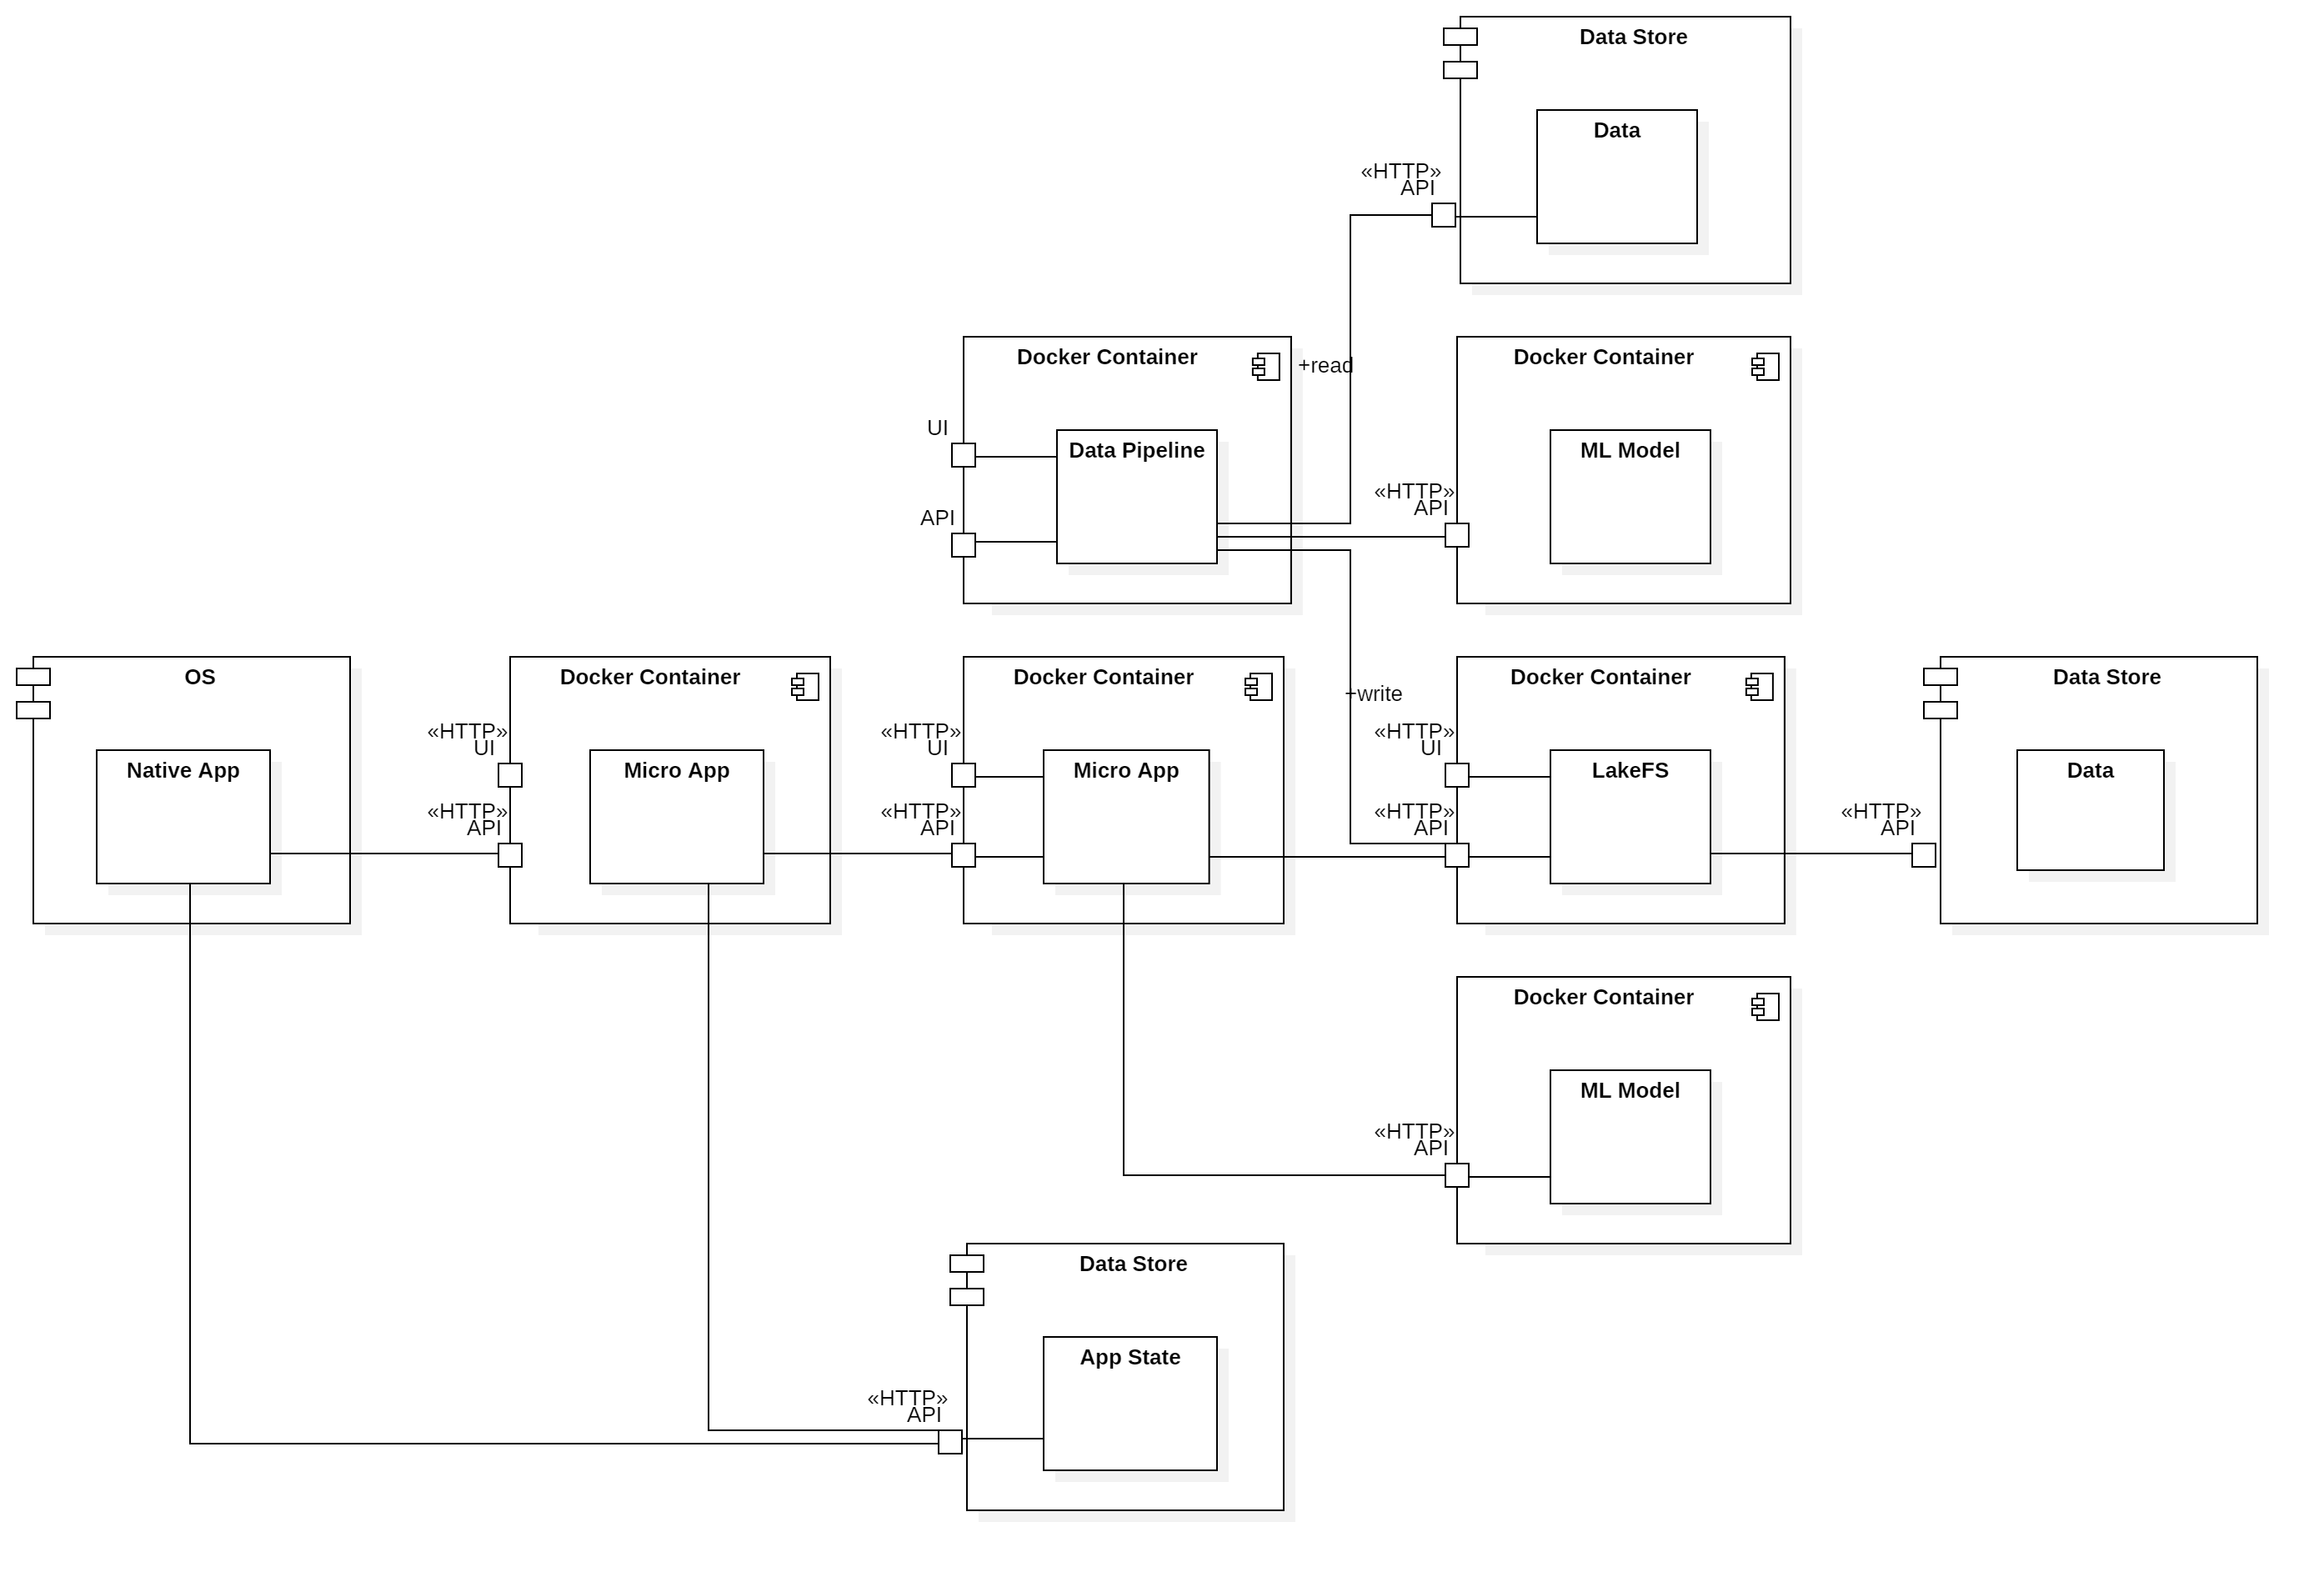 Data Store
Data
«HTTP»
API
Docker Container
+read
Docker Container
UI
Data Pipeline
ML Model
API
«HTTP»
API
OS
Docker Container
Docker Container
+write
Docker Container
Data Store
«HTTP»
UI
«HTTP»
UI
«HTTP»
UI
Native App
Micro App
Micro App
LakeFS
Data
«HTTP»
API
«HTTP»
API
«HTTP»
API
«HTTP»
API
Docker Container
ML Model
«HTTP»
API
Data Store
App State
«HTTP»
API